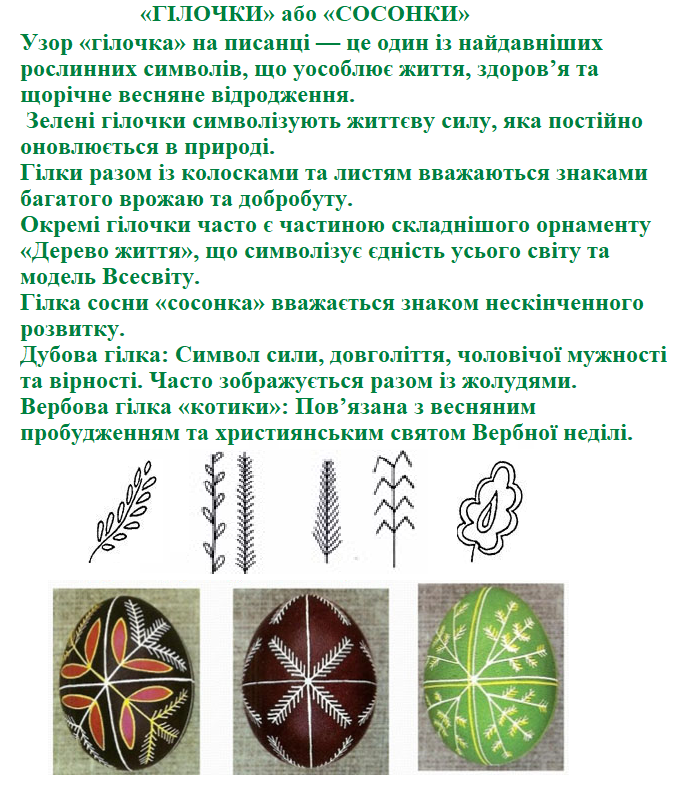 «ГІЛОЧКИ» або «СОСОНКИ»
Узор «гілочка» на писанці — це один із найдавніших
рослинних символів, що уособлює життя, здоров’я та
щорічне весняне відродження.
Зелені гілочки символізують життєву силу, яка постійно
оновлюється в природі.
Гілки разом із колосками та листям вважаються знаками
багатого врожаю та добробуту.
Окремі гілочки часто є частиною складнішого орнаменту
«Дерево життя», що символізує єдність усього світу та
модель Всесвіту.
Гілка сосни «сосонка» вважається знаком нескінченного
розвитку.
Дубова гілка: Символ сили, довголіття, чоловічої мужності
та вірності. Часто зображується разом із жолудями.
Вербова гілка «котики»: Пов’язана з весняним
пробудженням та християнським святом Вербної неділі.